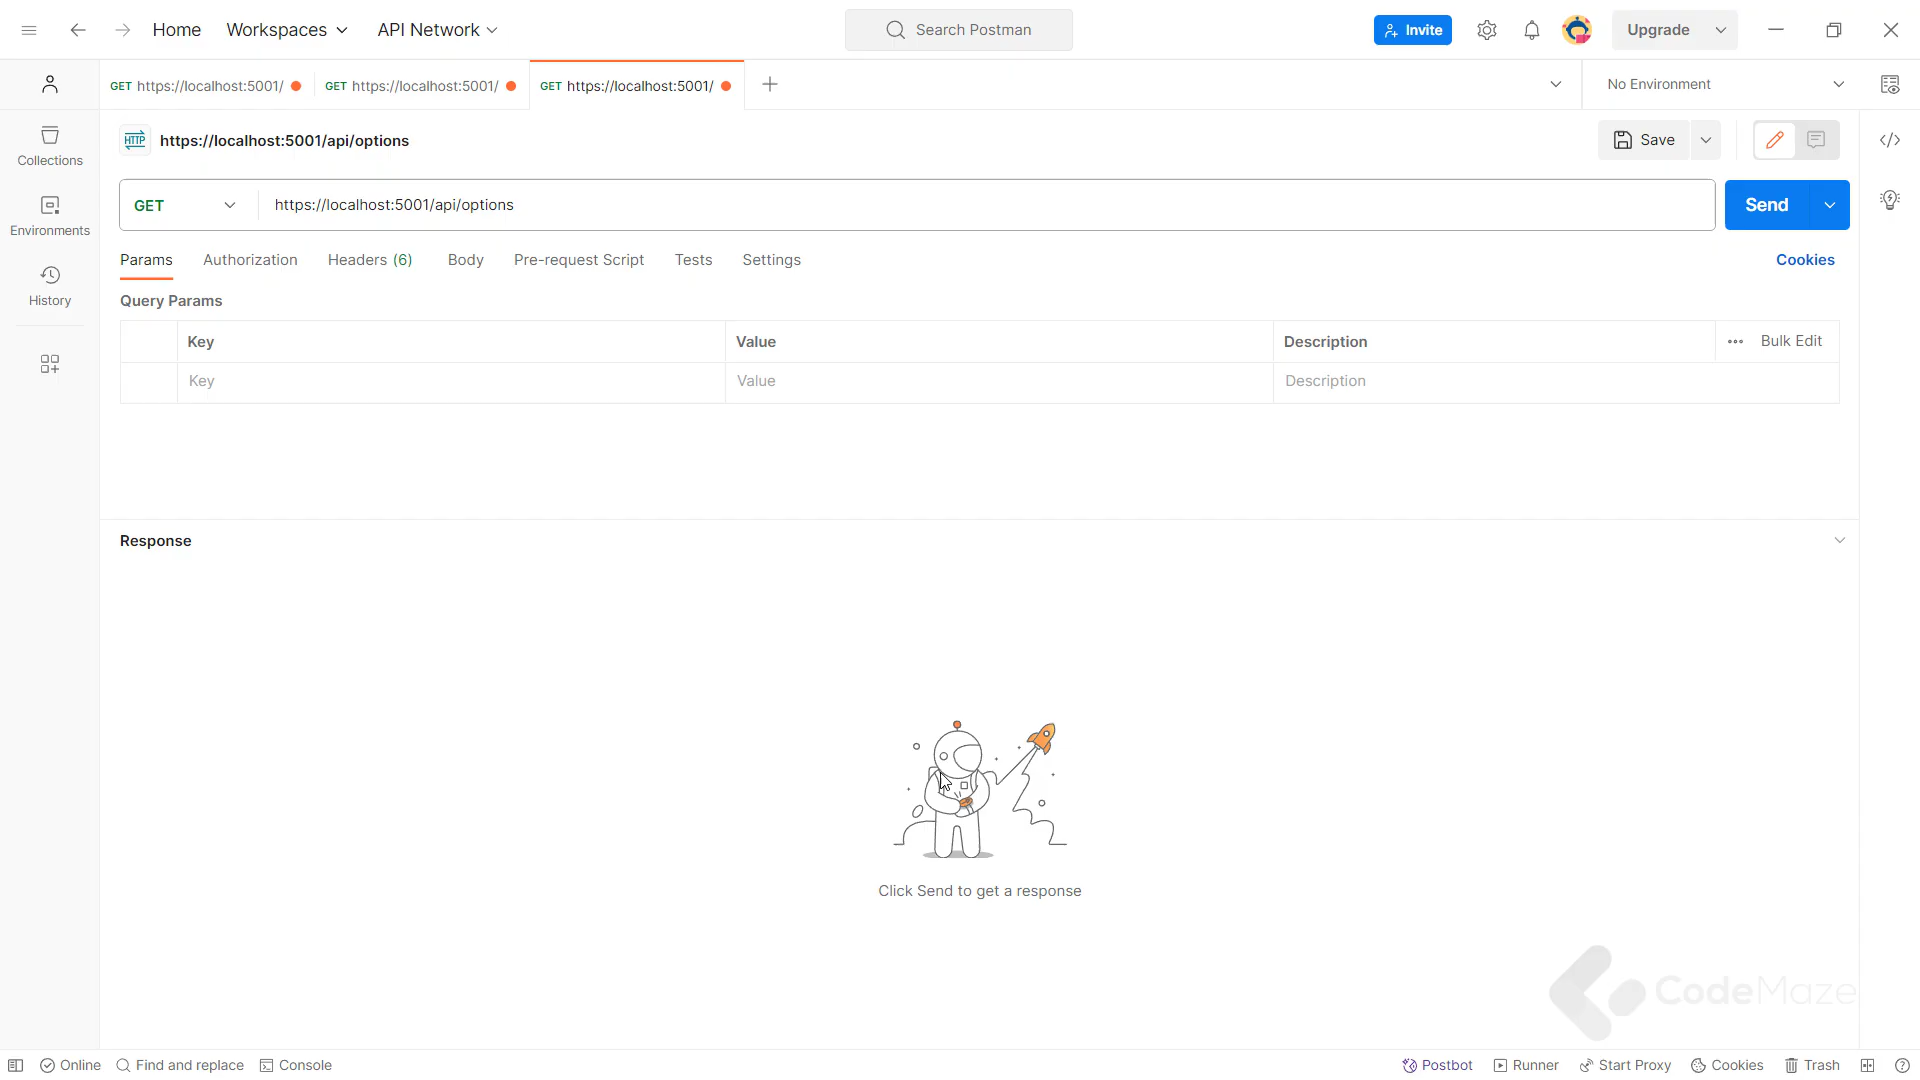 Home Workspaces API Network Search Postman Invite Upgrade
GET https://localhost:5001/ GET https://localhost:5001/ GET https://localhost:5001/ No Environment
HTTP https://localhost:5001/api/options Save
Collections
GET https://localhost:5001/api/options Send
Environments
Params Authorization Headers (6) Body Pre-request Script Tests Settings Cookies
History
Query Params
Key Value Description Bulk Edit
Key Value Description
Response
Click Send to get a response
CodeMaze
Online Find and replace Console Postbot Runner Start Proxy Cookies Trash